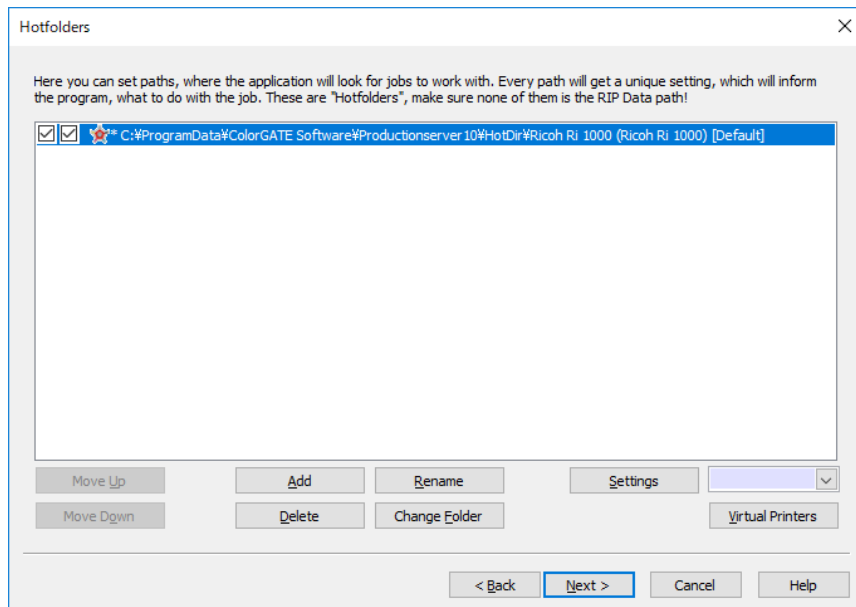 Hotfolders
Here you can set paths, where the application will look for jobs to work with. Every path will get a unique setting, which will inform
the program, what to do with the job. These are "Hotfolders", make sure none of them is the RIP Data path!
* C:¥ProgramData¥ColorGATE Software¥Productionserver10¥HotDir¥Ricoh Ri 1000 (Ricoh Ri 1000) [Default]
Move Up Add Rename Settings
Move Down Delete Change Folder Virtual Printers
< Back Next > Cancel Help